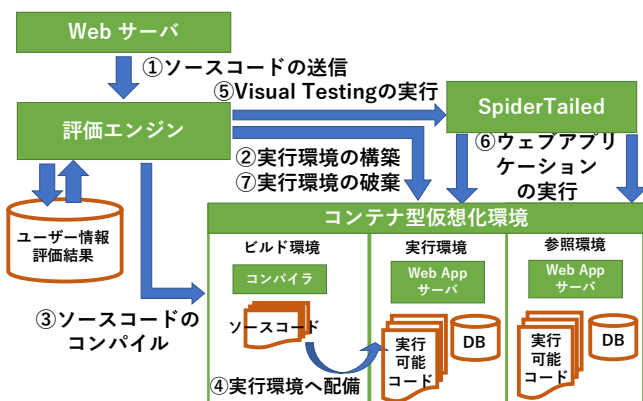 Web サーバ
①ソースコードの送信
⑤Visual Testingの実行
評価エンジン
SpiderTailed
②実行環境の構築
⑦実行環境の破棄
⑥ウェブアプリ
ケーション
の実行
ユーザー情報
評価結果
③ソースコードの
コンパイル
コンテナ型仮想化環境
ビルド環境
コンパイラ
ソースコード
④実行環境へ配備
実行環境
Web App
サーバ
実行
可能
コード
DB
参照環境
Web App
サーバ
実行
可能
コード
DB